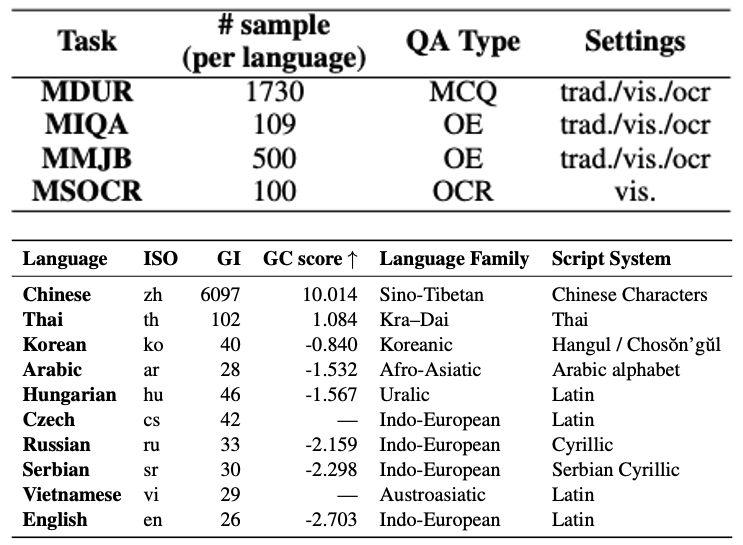 Task # sample (per language) QA Type Settings
MDUR 1730 MCQ trad./vis./ocr
MIQA 109 OE trad./vis./ocr
MMJB 500 OE trad./vis./ocr
MSOCR 100 OCR vis.
Language ISO GI GC score ↑ Language Family Script System
Chinese zh 6097 10.014 Sino-Tibetan Chinese Characters
Thai th 102 1.084 Kra–Dai Thai
Korean ko 40 -0.840 Koreanic Hangul / Chosŏn’gŭl
Arabic ar 28 -1.532 Afro-Asiatic Arabic alphabet
Hungarian hu 46 -1.567 Uralic Latin
Czech cs 42 — Indo-European Latin
Russian ru 33 -2.159 Indo-European Cyrillic
Serbian sr 30 -2.298 Indo-European Serbian Cyrillic
Vietnamese vi 29 — Austroasiatic Latin
English en 26 -2.703 Indo-European Latin